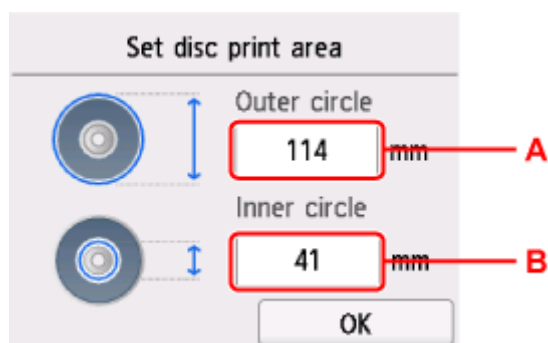 Set disc print area
Outer circle
114 mm
A
Inner circle
41 mm
B
OK